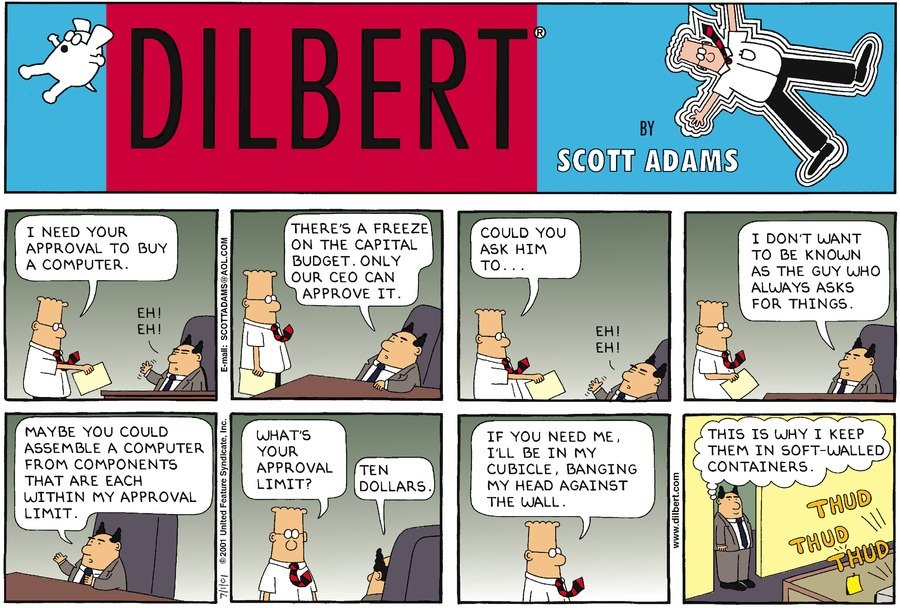 DILBERT®
BY
SCOTT ADAMS
I NEED YOUR
APPROVAL TO BUY
A COMPUTER.
EH!
EH!
E-mail: SCOTTADAMS@AOL.COM
THERE'S A FREEZE
ON THE CAPITAL
BUDGET. ONLY
OUR CEO CAN
APPROVE IT.
COULD YOU
ASK HIM
TO...
EH!
EH!
I DON'T WANT
TO BE KNOWN
AS THE GUY WHO
ALWAYS ASKS
FOR THINGS.
MAYBE YOU COULD
ASSEMBLE A COMPUTER
FROM COMPONENTS
THAT ARE EACH
WITHIN MY APPROVAL
LIMIT.
7/1/01 © 2001 United Feature Syndicate, Inc.
WHAT'S
YOUR
APPROVAL
LIMIT?
TEN
DOLLARS.
IF YOU NEED ME,
I'LL BE IN MY
CUBICLE, BANGING
MY HEAD AGAINST
THE WALL.
www.dilbert.com
THIS IS WHY I KEEP
THEM IN SOFT-WALLED
CONTAINERS.
THUD
THUD
THUD